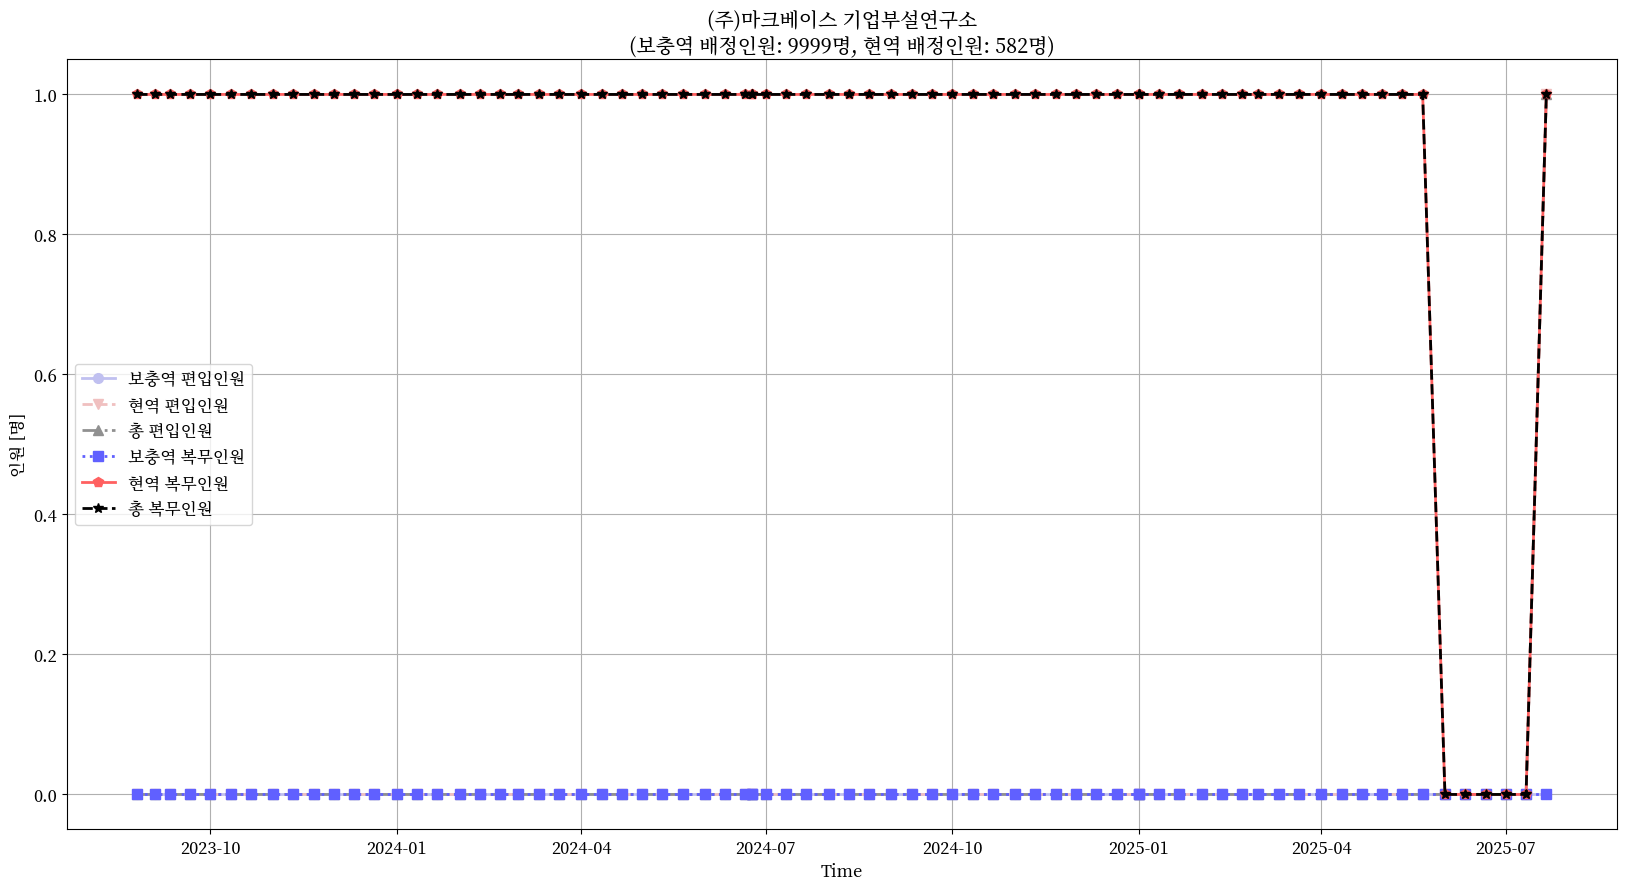 (주)마크베이스 기업부설연구소
(보충역 배정인원: 9999명, 현역 배정인원: 582명)
인원 [명]
1.0
0.8
0.6
0.4
0.2
0.0
보충역 편입인원
현역 편입인원
총 편입인원
보충역 복무인원
현역 복무인원
총 복무인원
2023-10
2024-01
2024-04
2024-07
2024-10
2025-01
2025-04
2025-07
Time